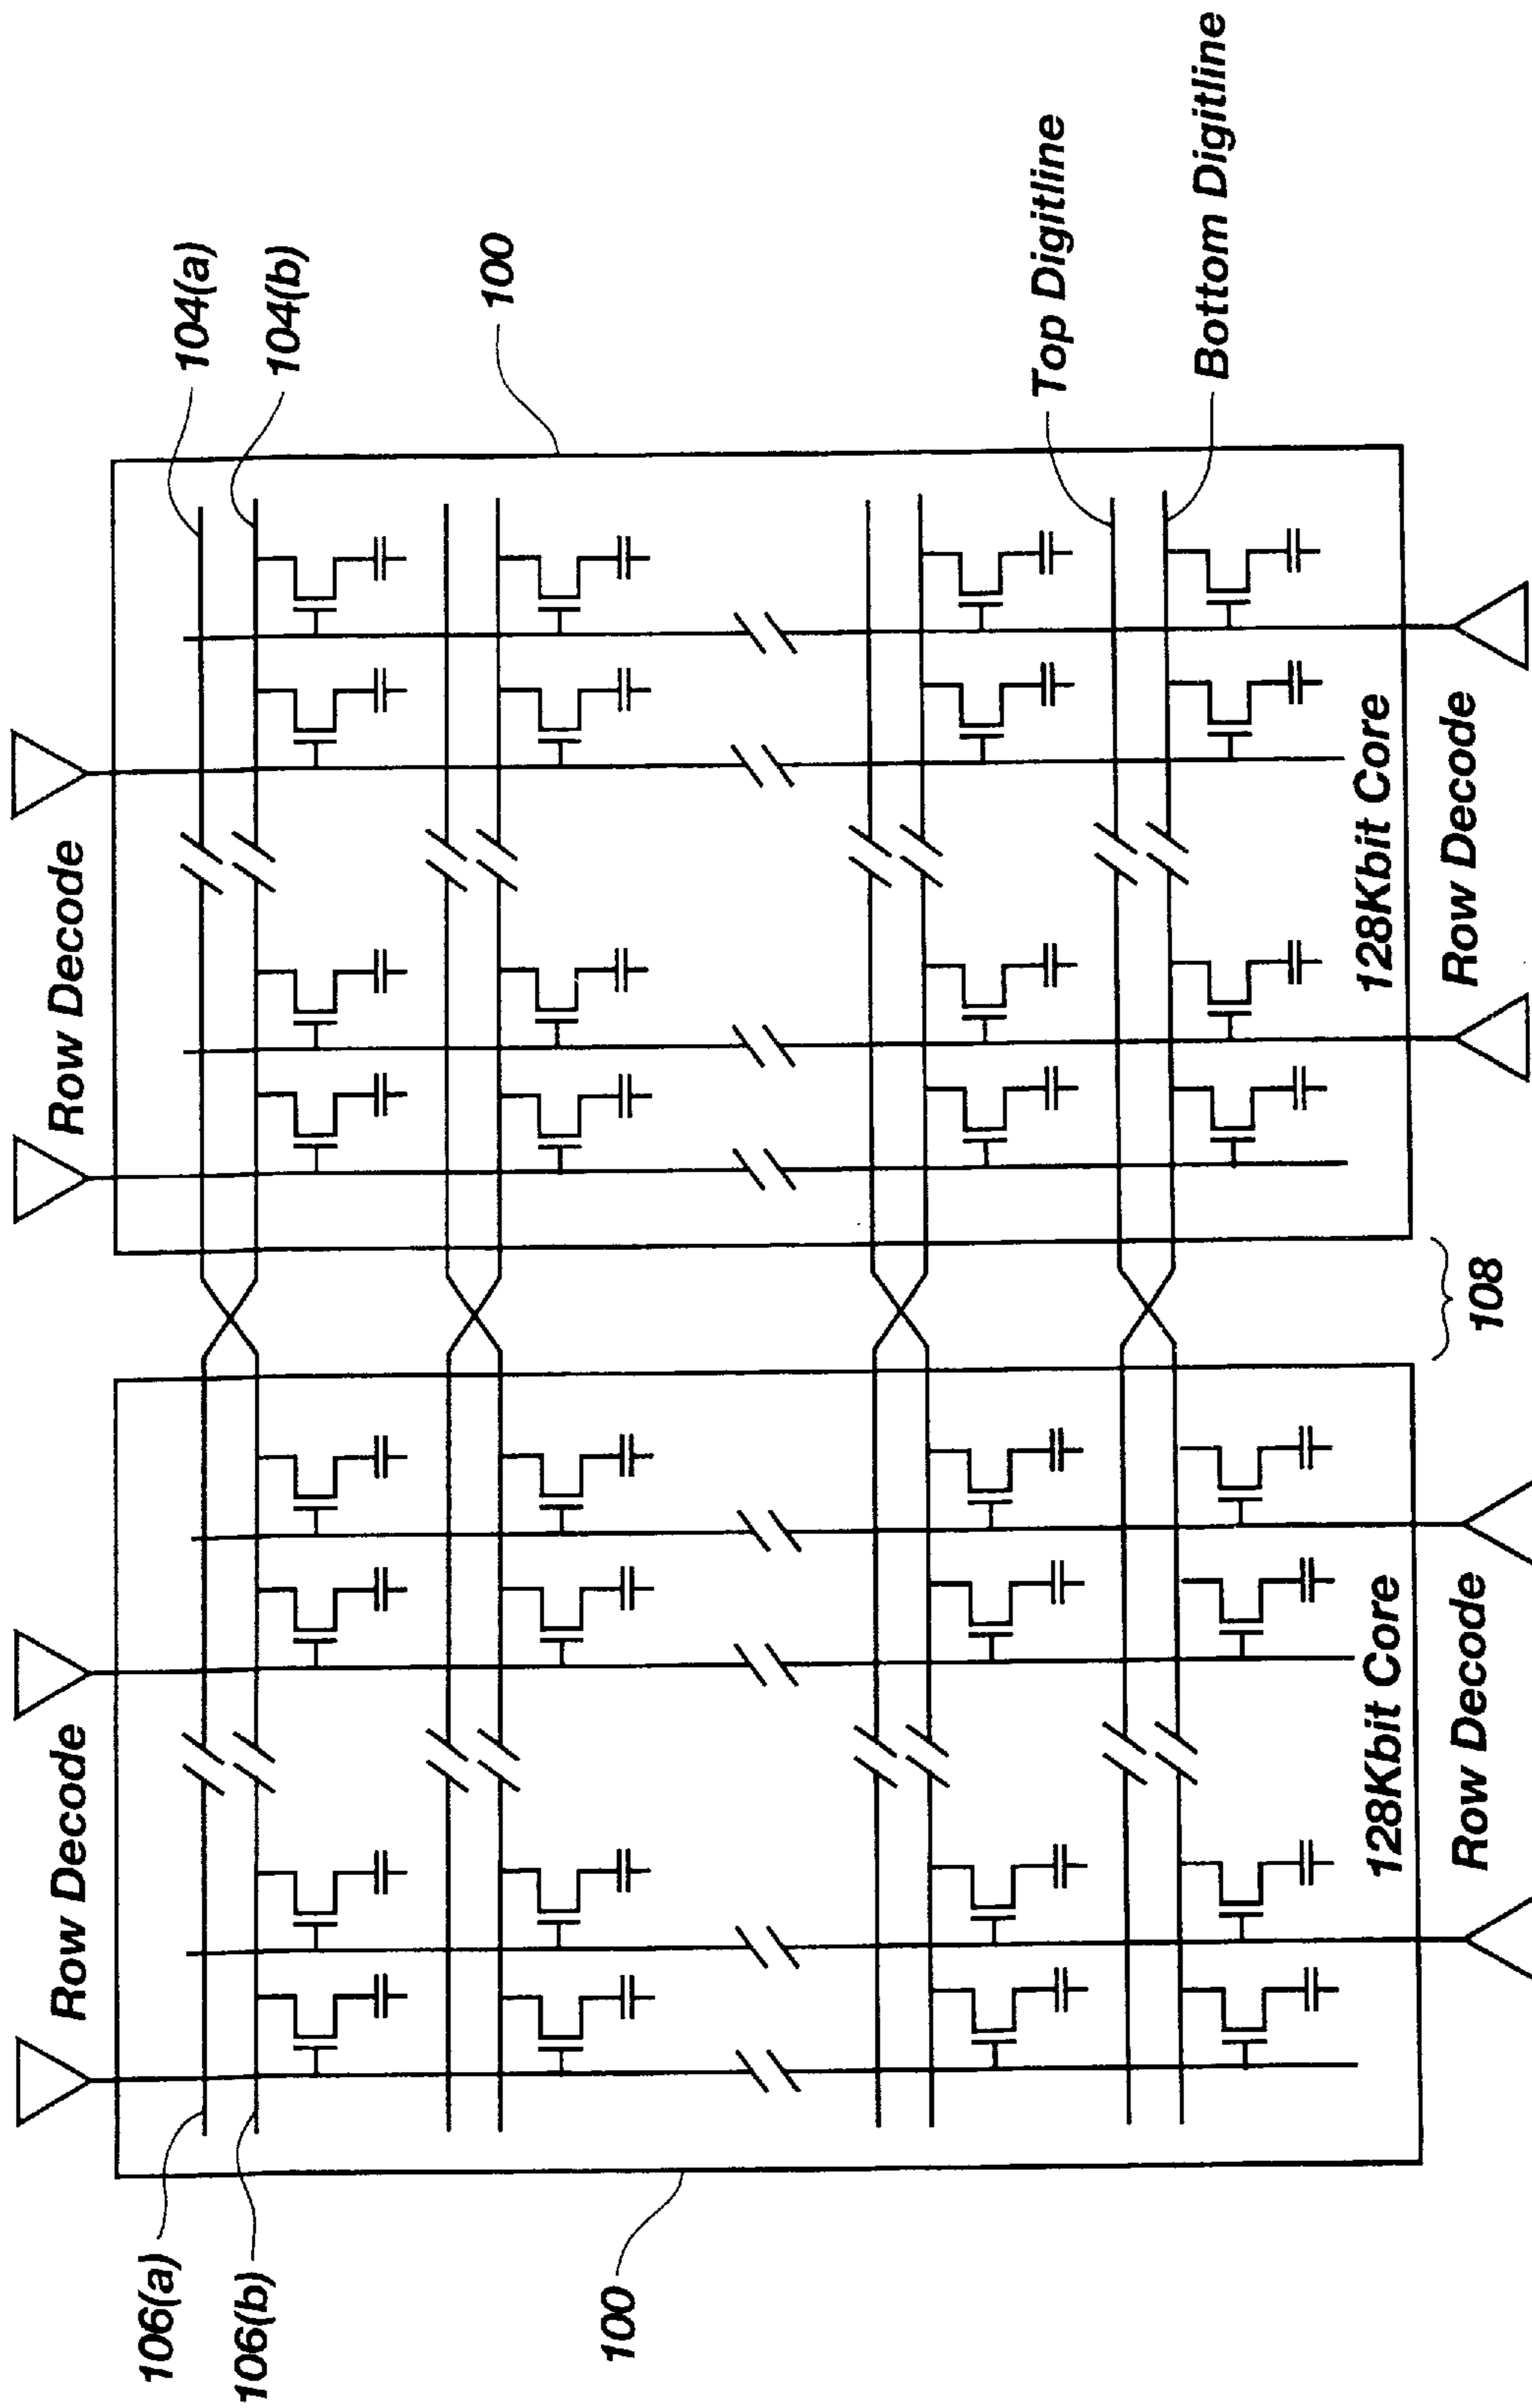 106(a)
106(b)
100
Row Decode
128Kbit Core
Row Decode
108
Row Decode
128Kbit Core
Row Decode
104(a)
104(b)
100
Top Digitline
Bottom Digitline